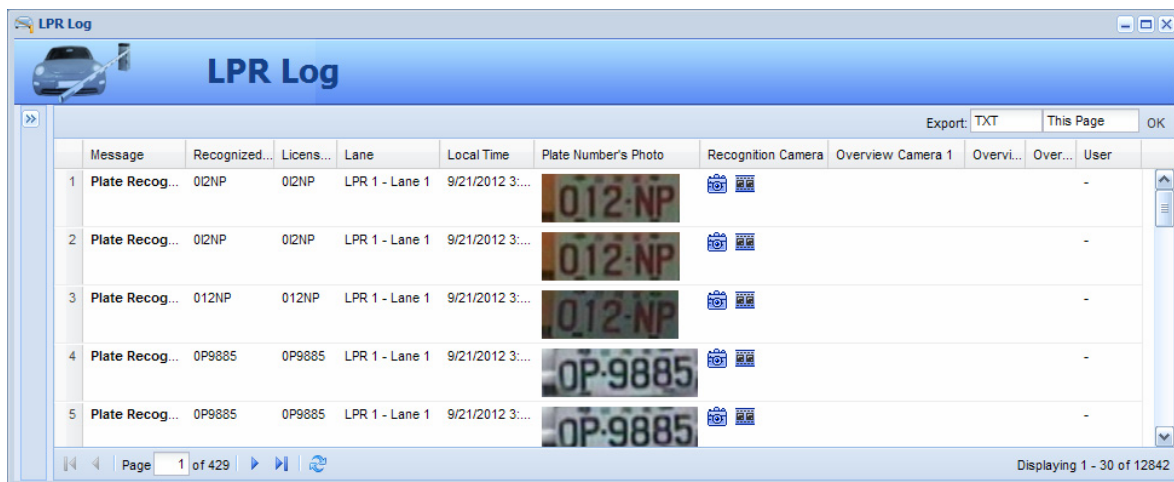 LPR Log
LPR Log
Export: TXT This Page OK
Message Recognized... Licens... Lane Local Time Plate Number's Photo Recognition Camera Overview Camera 1 Overvi... Over... User
1 Plate Recog... 0I2NP 0I2NP LPR 1 - Lane 1 9/21/2012 3:... 012-NP -
2 Plate Recog... 0I2NP 0I2NP LPR 1 - Lane 1 9/21/2012 3:... 012-NP -
3 Plate Recog... 012NP 012NP LPR 1 - Lane 1 9/21/2012 3:... 012-NP -
4 Plate Recog... 0P9885 0P9885 LPR 1 - Lane 1 9/21/2012 3:... 0P-9885 -
5 Plate Recog... 0P9885 0P9885 LPR 1 - Lane 1 9/21/2012 3:... 0P-9885 -
Page 1 of 429 Displaying 1 - 30 of 12842